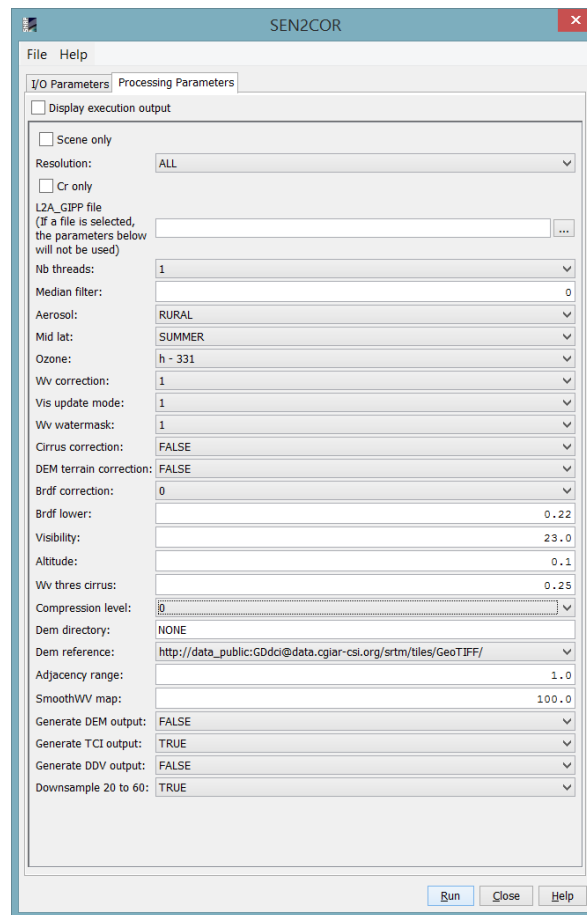 SEN2COR
File Help
I/O Parameters Processing Parameters
Display execution output
Scene only
Resolution: ALL
Cr only
L2A_GIPP file
(If a file is selected,
the parameters below
will not be used)
...
Nb threads: 1
Median filter: 0
Aerosol: RURAL
Mid lat: SUMMER
Ozone: h - 331
Wv correction: 1
Vis update mode: 1
Wv watermask: 1
Cirrus correction: FALSE
DEM terrain correction: FALSE
Brdf correction: 0
Brdf lower: 0.22
Visibility: 23.0
Altitude: 0.1
Wv thres cirrus: 0.25
Compression level: 0
Dem directory: NONE
Dem reference: http://data_public:GDdci@data.cgiar-csi.org/srtm/tiles/GeoTIFF/
Adjacency range: 1.0
SmoothWV map: 100.0
Generate DEM output: FALSE
Generate TCI output: TRUE
Generate DDV output: FALSE
Downsample 20 to 60: TRUE
Run Close Help